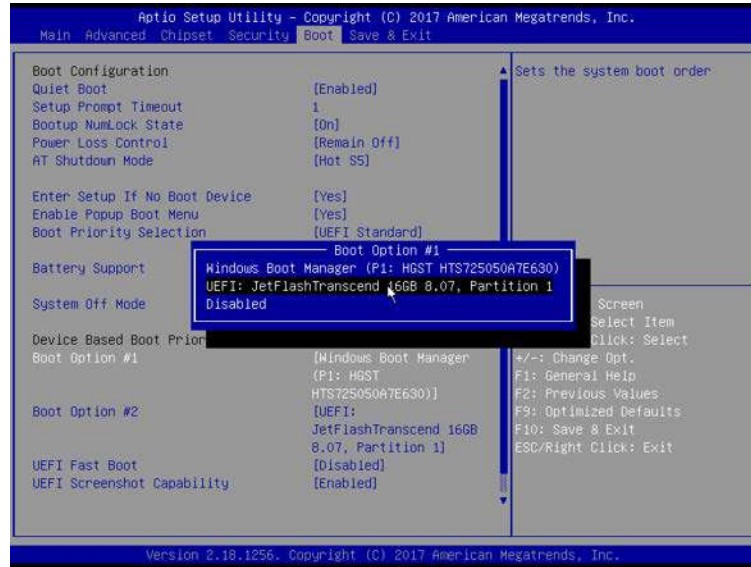 Aptio Setup Utility – Copyright (C) 2017 American Megatrends, Inc.
Main Advanced Chipset Security Boot Save & Exit
Boot Configuration
Quiet Boot [Enabled]
Setup Prompt Timeout 1
Bootup NumLock State [On]
Power Loss Control [Remain Off]
AT Shutdown Mode [Hot S5]
Enter Setup If No Boot Device [Yes]
Enable Popup Boot Menu [Yes]
Boot Priority Selection [UEFI Standard]
Battery Support
System Off Mode
Device Based Boot Prior
Boot Option #1 [Windows Boot Manager
(P1: HGST
HTS725050A7E630)]
Boot Option #2 [UEFI:
JetFlashTranscend 16GB
8.07, Partition 1]
UEFI Fast Boot [Disabled]
UEFI Screenshot Capability [Enabled]
Boot Option #1
Windows Boot Manager (P1: HGST HTS725050A7E630)
UEFI: JetFlashTranscend 16GB 8.07, Partition 1
Disabled
Sets the system boot order
Screen
Select Item
Click: Select
+/-: Change Opt.
F1: General Help
F2: Previous Values
F9: Optimized Defaults
F10: Save & Exit
ESC/Right Click: Exit
Version 2.18.1256. Copyright (C) 2017 American Megatrends, Inc.